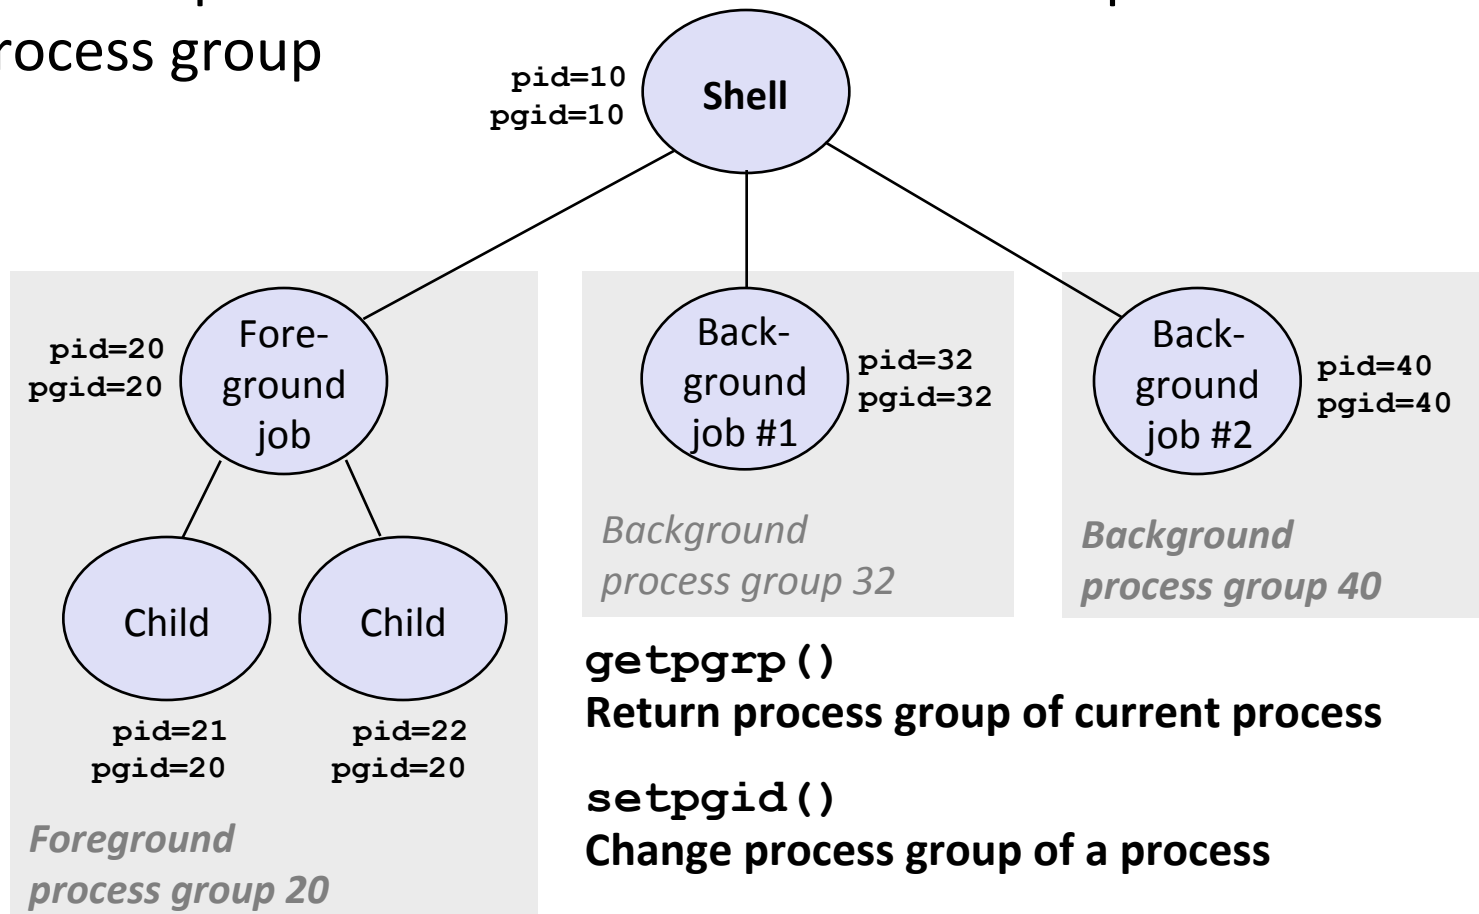 rocess group
pid=10
pgid=10
Shell
pid=20
pgid=20
Fore-
ground
job
Back-
ground
job #1
pid=32
pgid=32
Back-
ground
job #2
pid=40
pgid=40
Child
Child
pid=21
pgid=20
pid=22
pgid=20
Foreground
process group 20
Background
process group 32
Background
process group 40
getpgrp()
Return process group of current process
setpgid()
Change process group of a process